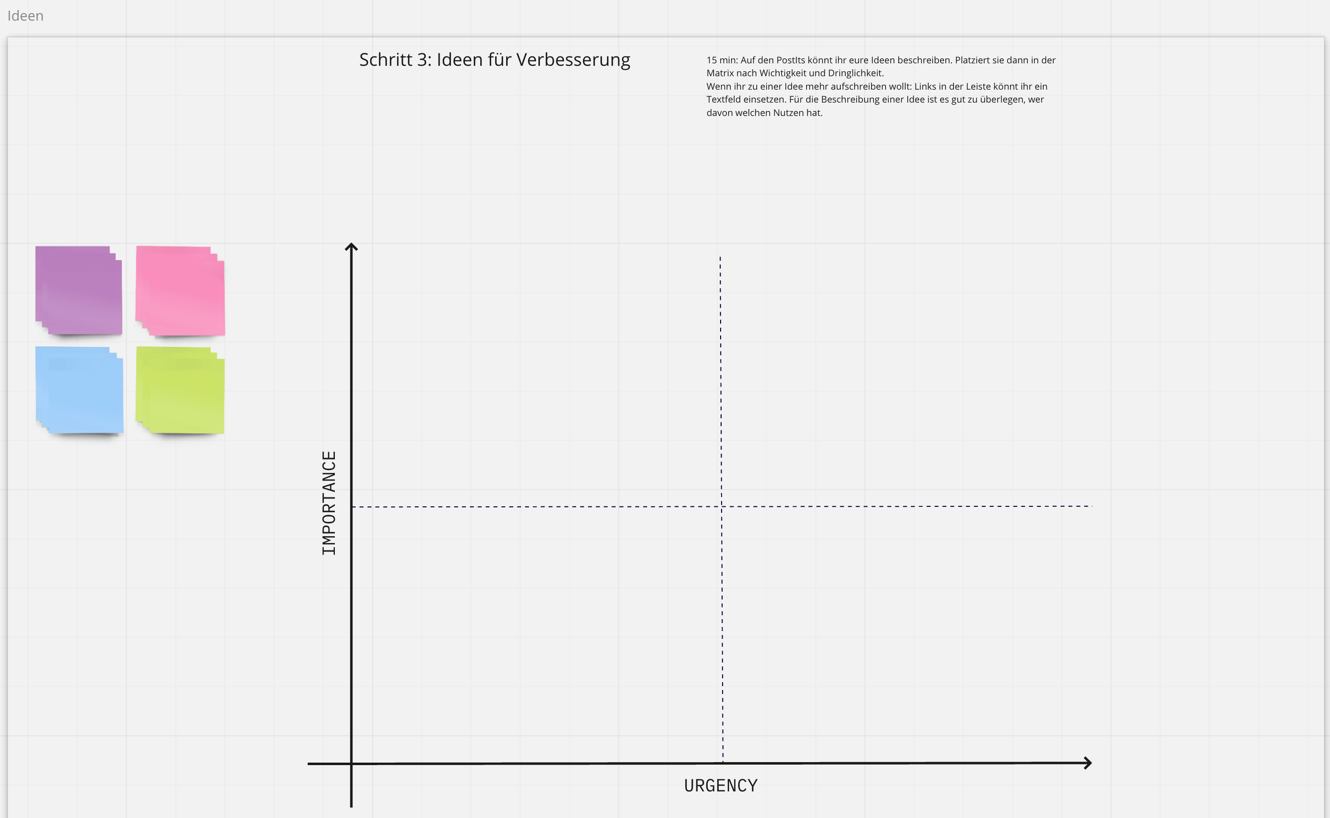 Ideen
Schritt 3: Ideen für Verbesserung
15 min: Auf den PostIts könnt ihr eure Ideen beschreiben. Platziert sie dann in der
Matrix nach Wichtigkeit und Dringlichkeit.
Wenn ihr zu einer Idee mehr aufschreiben wollt: Links in der Leiste könnt ihr ein
Textfeld einsetzen. Für die Beschreibung einer Idee ist es gut zu überlegen, wer
davon welchen Nutzen hat.
IMPORTANCE
URGENCY